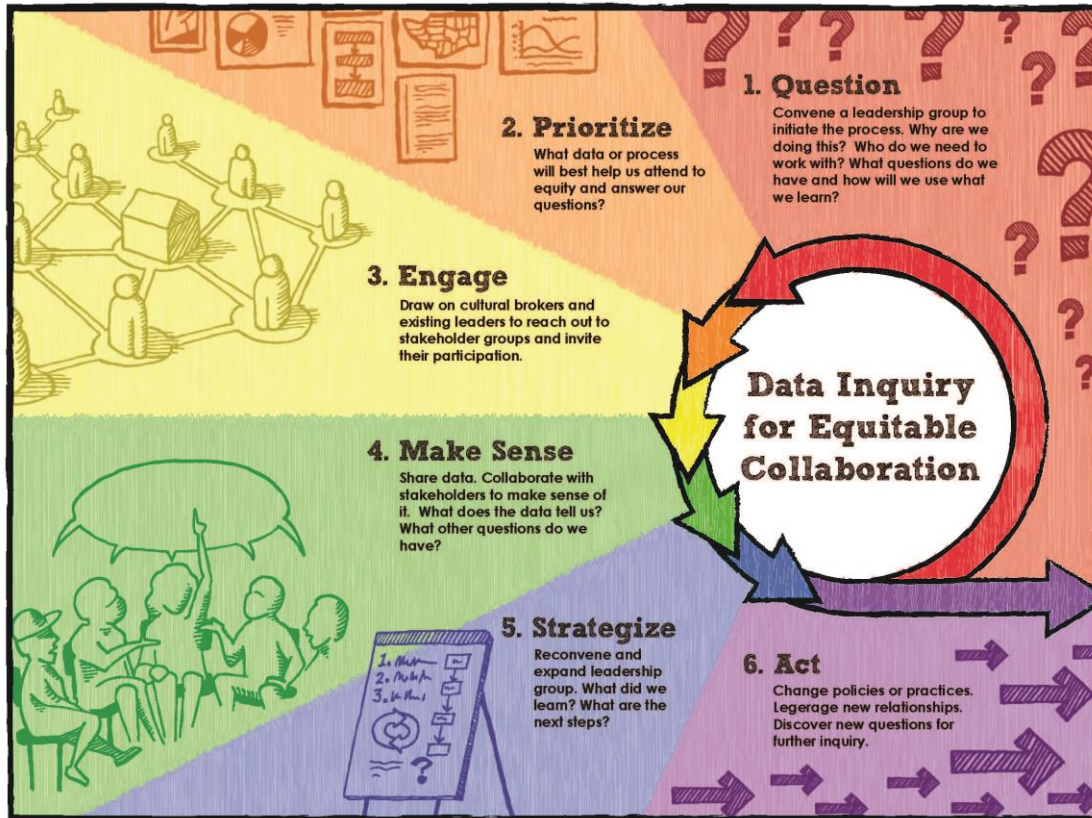 1. Question
Convene a leadership group to
initiate the process. Why are we
doing this?  Who do we need to
work with? What questions do we
have and how will we use what
we learn?
2. Prioritize
What data or process
will best help us attend to
equity and answer our
questions?
3. Engage
Draw on cultural brokers and
existing leaders to reach out to
stakeholder groups and invite
their participation.
Data Inquiry
for Equitable
Collaboration
4. Make Sense
Share data. Collaborate with
stakeholders to make sense of
it.  What does the data tell us?
What other questions do we
have?
5. Strategize
Reconvene and
expand leadership
group. What did we
learn? What are the
next steps?
1.
2.
3.
?
6. Act
Change policies or practices.
Legerage new relationships.
Discover new questions for
further inquiry.